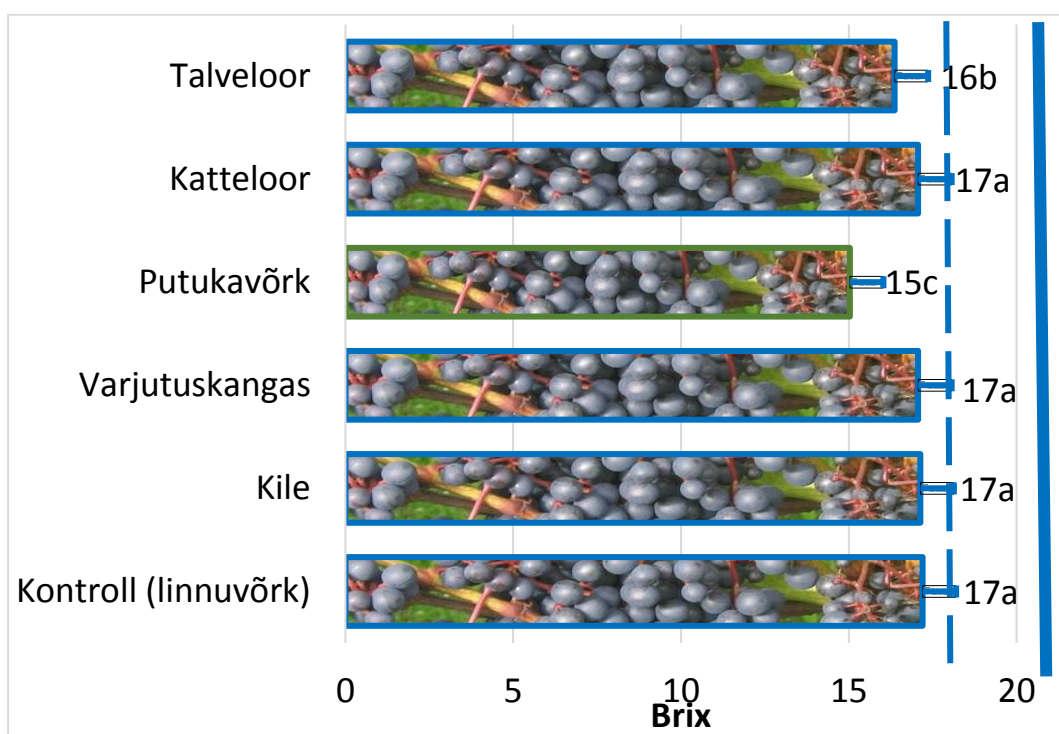 Talveloor 16b
Katteloor 17a
Putukavõrk 15c
Varjutuskangas 17a
Kile 17a
Kontroll (linnuvõrk) 17a
0 5 10 15 20
Brix